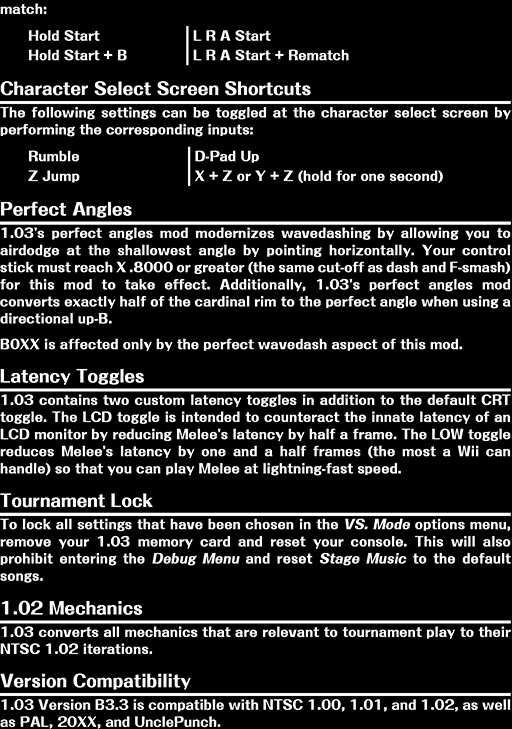 match:
Hold Start L R A Start
Hold Start + B L R A Start + Rematch
Character Select Screen Shortcuts
The following settings can be toggled at the character select screen by
performing the corresponding inputs:
Rumble D-Pad Up
Z Jump X + Z or Y + Z (hold for one second)
Perfect Angles
1.03's perfect angles mod modernizes wavedashing by allowing you to
airdodge at the shallowest angle by pointing horizontally. Your control
stick must reach X .8000 or greater (the same cut-off as dash and F-smash)
for this mod to take effect. Additionally, 1.03's perfect angles mod
converts exactly half of the cardinal rim to the perfect angle when using a
directional up-B.
B0XX is affected only by the perfect wavedash aspect of this mod.
Latency Toggles
1.03 contains two custom latency toggles in addition to the default CRT
toggle. The LCD toggle is intended to counteract the innate latency of an
LCD monitor by reducing Melee's latency by half a frame. The LOW toggle
reduces Melee's latency by one and a half frames (the most a Wii can
handle) so that you can play Melee at lightning-fast speed.
Tournament Lock
To lock all settings that have been chosen in the VS. Mode options menu,
remove your 1.03 memory card and reset your console. This will also
prohibit entering the Debug Menu and reset Stage Music to the default
songs.
1.02 Mechanics
1.03 converts all mechanics that are relevant to tournament play to their
NTSC 1.02 iterations.
Version Compatibility
1.03 Version B3.3 is compatible with NTSC 1.00, 1.01, and 1.02, as well
as PAL, 20XX, and UnclePunch.